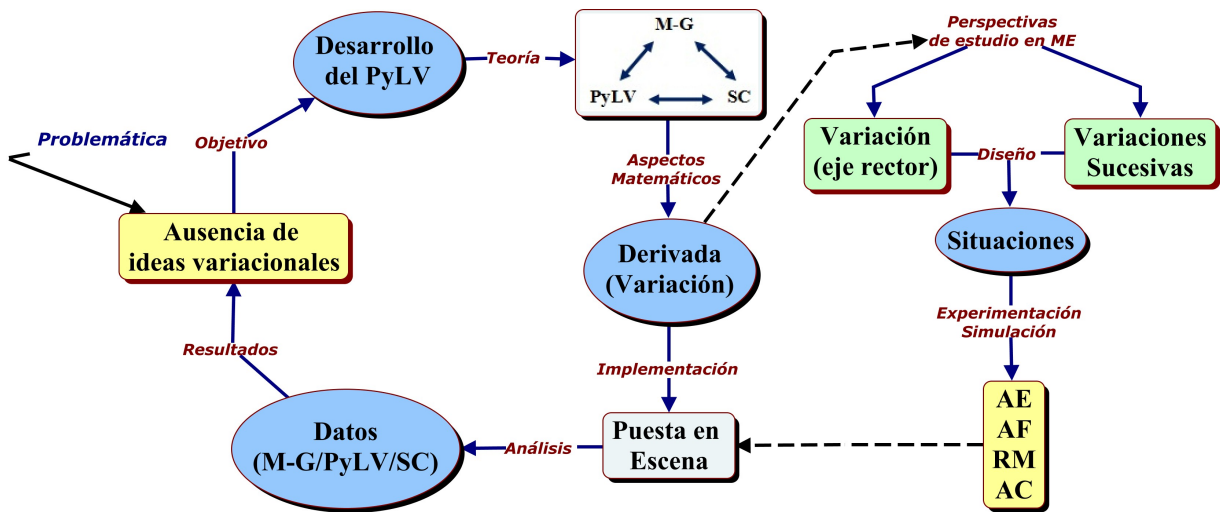 Problemática
Ausencia de
ideas variacionales
Objetivo
Desarrollo
del PyLV
Teoría
M-G
PyLV
SC
Aspectos
Matemáticos
Derivada
(Variación)
Perspectivas
de estudio en ME
Variación
(eje rector)
Diseño
Variaciones
Sucesivas
Situaciones
Experimentación
Simulación
AE
AF
RM
AC
Implementación
Puesta en
Escena
Análisis
Datos
(M-G/PyLV/SC)
Resultados